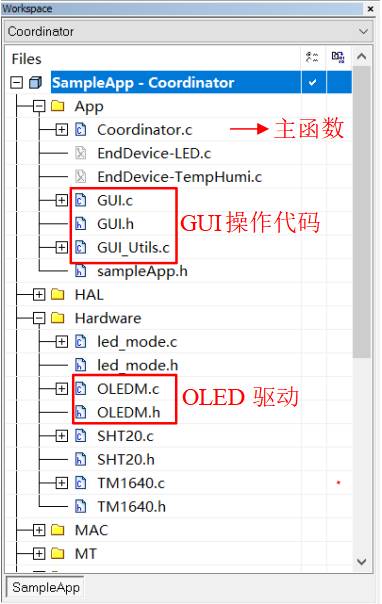 Workspace
Coordinator
Files
SampleApp - Coordinator
App
Coordinator.c 主函数
EndDevice-LED.c
EndDevice-TempHumi.c
GUI.c
GUI.h GUI操作代码
GUI_Utils.c
sampleApp.h
HAL
Hardware
led_mode.c
led_mode.h
OLEDM.c OLED 驱动
OLEDM.h
SHT20.c
SHT20.h
TM1640.c
TM1640.h
MAC
MT
SampleApp